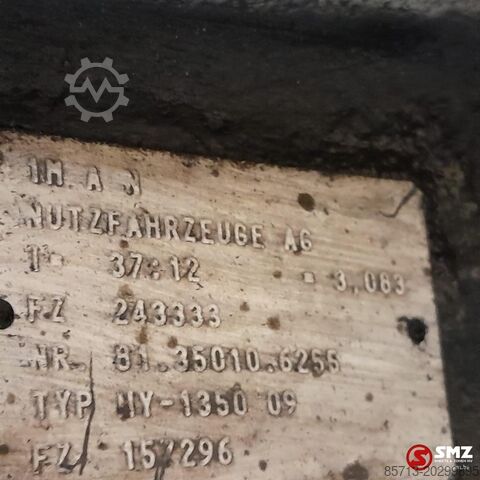 M A N
NUTZFAHRZEUGE AG
I= 37:12 = 3,083
FZ 243333
NR. 81.35010.6256
TYP HY-1350 09
FZ 157296
SMZ
85713-20299695